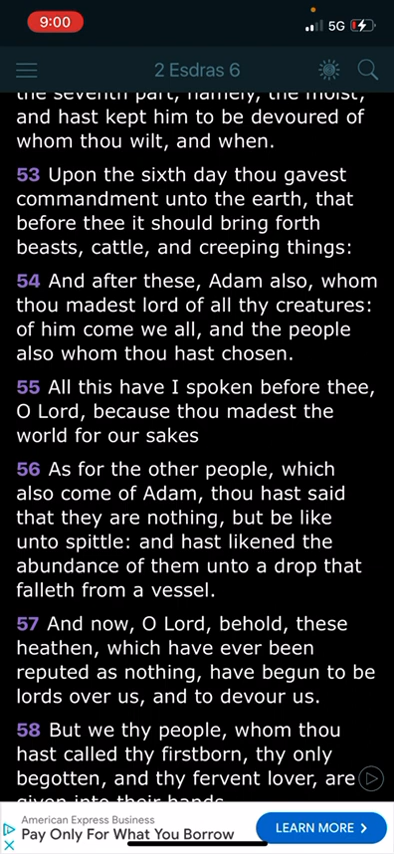 9:00
5G
2 Esdras 6
the seventh part, namely, the moist,
and hast kept him to be devoured of
whom thou wilt, and when.
53 Upon the sixth day thou gavest
commandment unto the earth, that
before thee it should bring forth
beasts, cattle, and creeping things:
54 And after these, Adam also, whom
thou madest lord of all thy creatures:
of him come we all, and the people
also whom thou hast chosen.
55 All this have I spoken before thee,
O Lord, because thou madest the
world for our sakes
56 As for the other people, which
also come of Adam, thou hast said
that they are nothing, but be like
unto spittle: and hast likened the
abundance of them unto a drop that
falleth from a vessel.
57 And now, O Lord, behold, these
heathen, which have ever been
reputed as nothing, have begun to be
lords over us, and to devour us.
58 But we thy people, whom thou
hast called thy firstborn, thy only
begotten, and thy fervent lover, are
given into their hands
American Express Business
Pay Only For What You Borrow
LEARN MORE